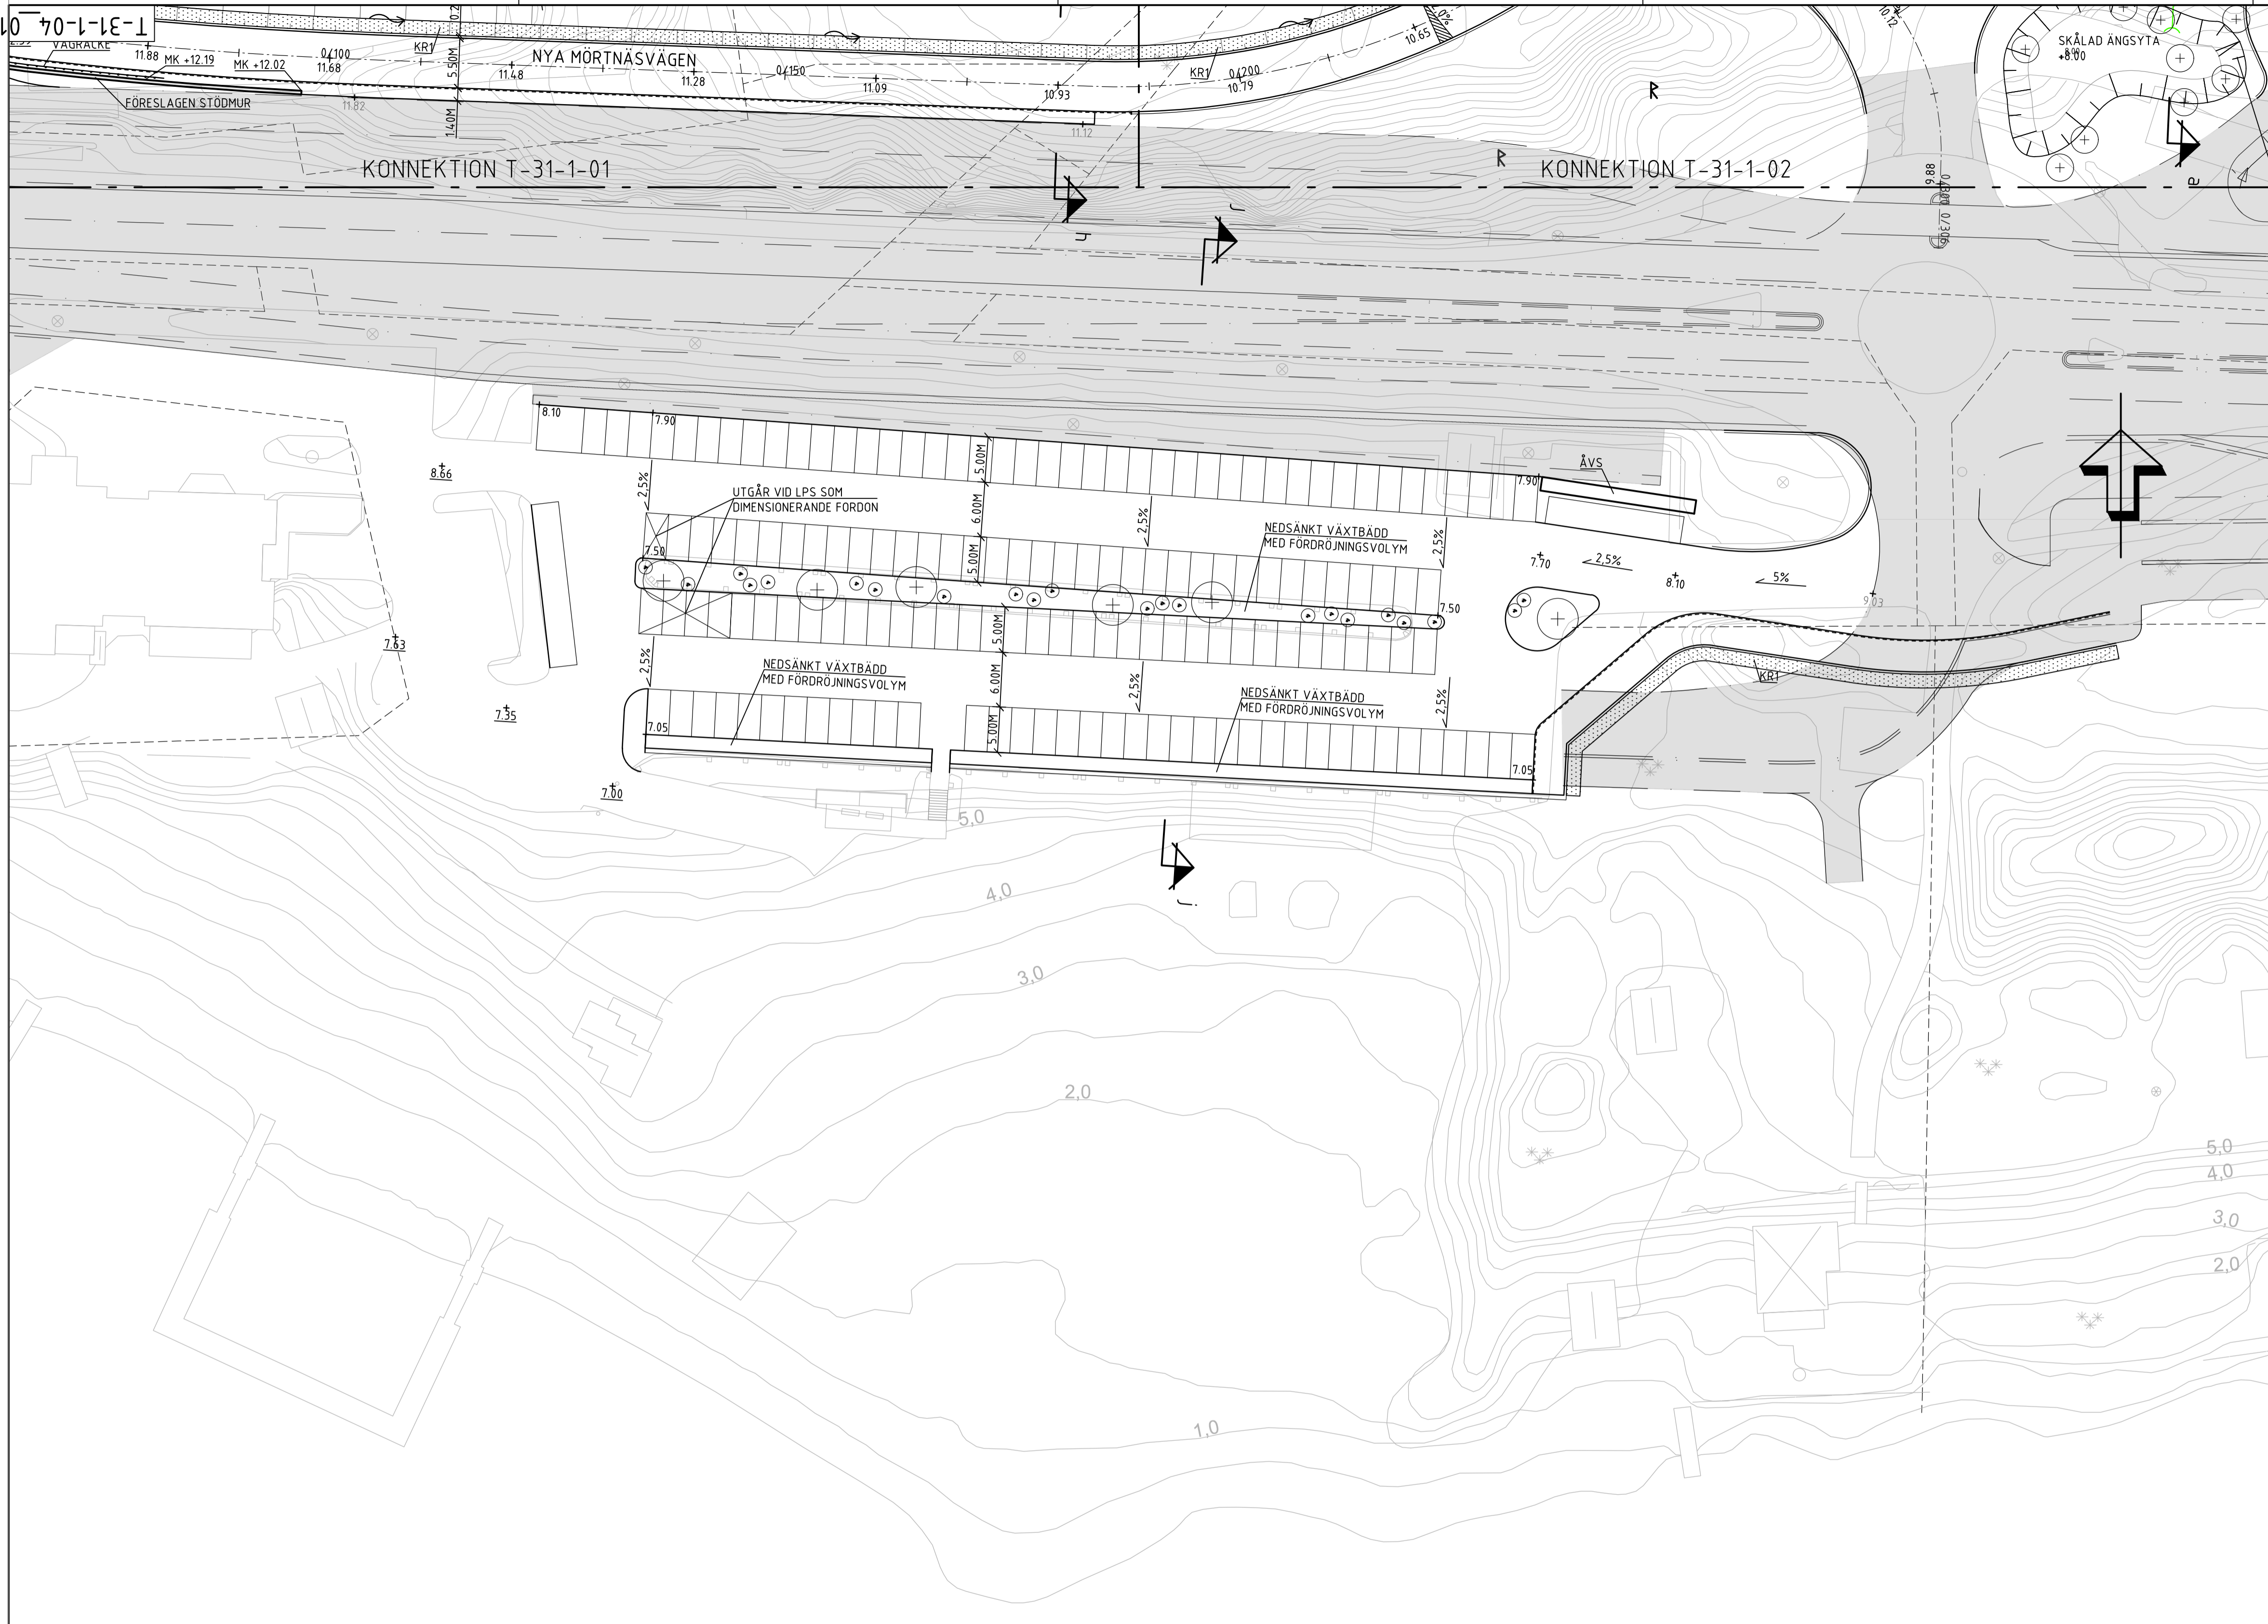 T-31-1-04
VÄGRÄCKE
11.88
MK +12.19
MK +12.02
0/100
11.68
KR1
5.50M
11.48
NYA MÖRTNÄSVÄGEN
11.28
0/150
11.09
10.93
KR1
0/200
10.79
10.65
10.12
SKÅLAD ÄNGSYTA
+8.00
FÖRESLAGEN STÖDMUR
11.82
1.40M
11.12
R
R
KONNEKTION T-31-1-01
KONNEKTION T-31-1-02
9.88
0/306
a
h
8.10
7.90
8.66
5.00M
7.90
ÅVS
2,5%
UTGÅR VID LPS SOM
DIMENSIONERANDE FORDON
6.00M
2,5%
NEDSÄNKT VÄXTBÄDD
MED FÖRDRÖJNINGSVOLYM
2,5%
7.50
5.00M
7.70
2,5%
8.10
5%
9.03
7.50
5.00M
7.63
2,5%
NEDSÄNKT VÄXTBÄDD
MED FÖRDRÖJNINGSVOLYM
6.00M
2,5%
NEDSÄNKT VÄXTBÄDD
MED FÖRDRÖJNINGSVOLYM
2,5%
KR1
7.35
7.05
5.00M
7.05
7.00
5,0
4,0
3,0
2,0
5,0
4,0
3,0
2,0
1,0